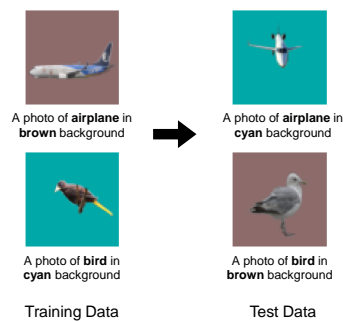 A photo of airplane in
brown background
A photo of airplane in
cyan background
A photo of bird in
cyan background
A photo of bird in
brown background
Training Data
Test Data